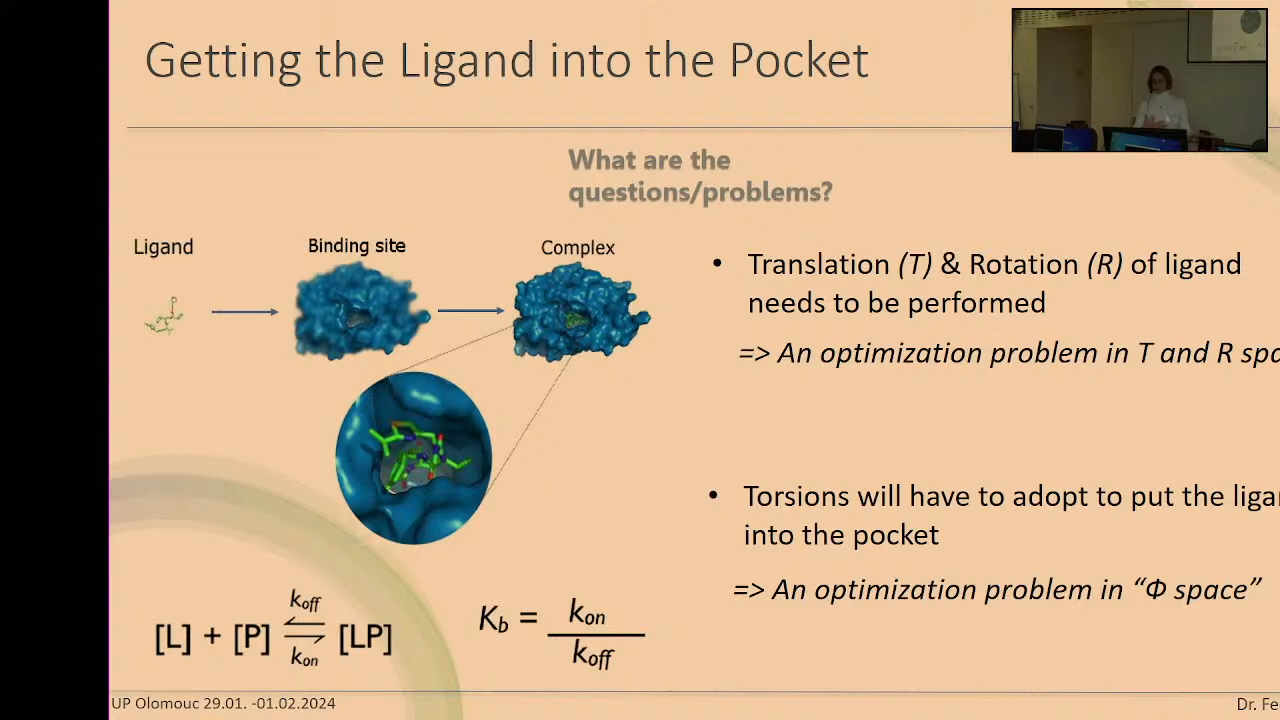 Getting the Ligand into the Pocket
What are the
questions/problems?
Ligand
Binding site
Complex
• Translation (T) & Rotation (R) of ligand
needs to be performed
=> An optimization problem in T and R spa
• Torsions will have to adopt to put the ligan
into the pocket
=> An optimization problem in “Φ space”
koff
[L] + [P] ⇌ [LP]
kon
Kb = kon
koff
UP Olomouc 29.01. -01.02.2024
Dr. Fe